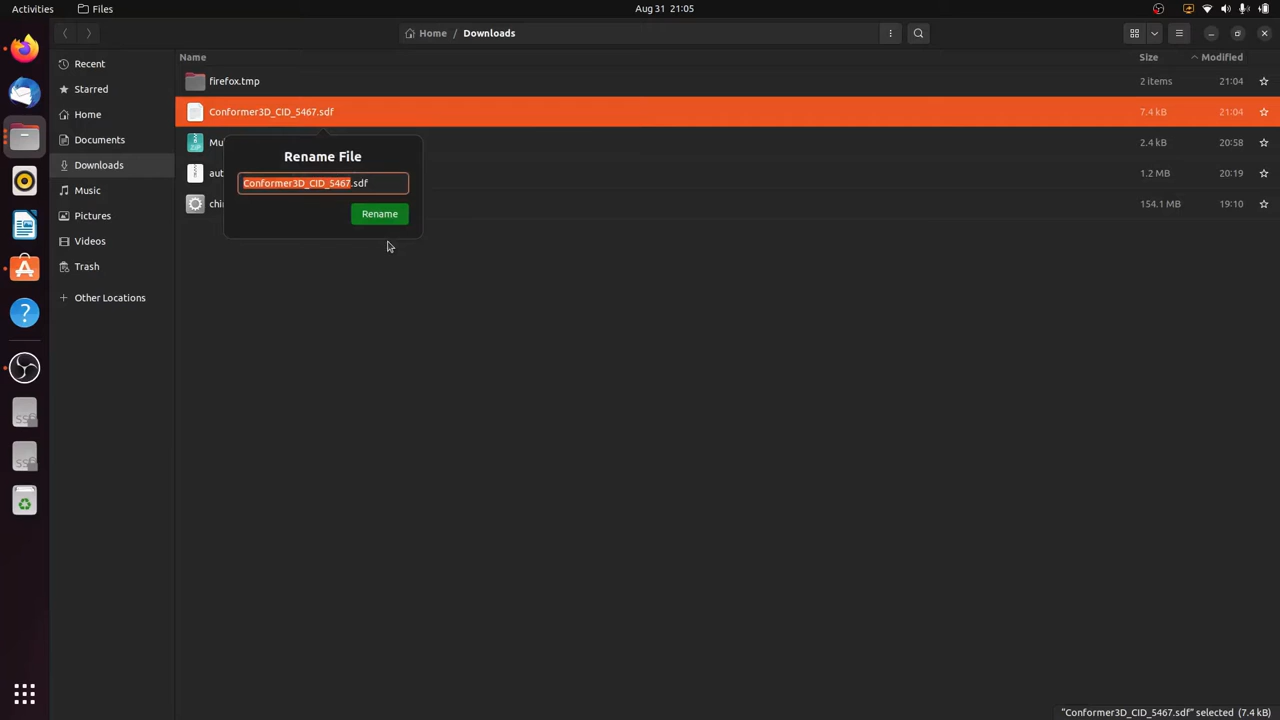 Activities
Files
Aug 31 21:05
Home / Downloads
Name
Size
Modified
Recent
Starred
Home
Documents
Downloads
Music
Pictures
Videos
Trash
Other Locations
firefox.tmp
2 items
21:04
Conformer3D_CID_5467.sdf
7.4 kB
21:04
2.4 kB
20:58
aut
1.2 MB
20:19
chi
154.1 MB
19:10
Rename File
Conformer3D_CID_5467.sdf
Rename
"Conformer3D_CID_5467.sdf" selected (7.4 kB)